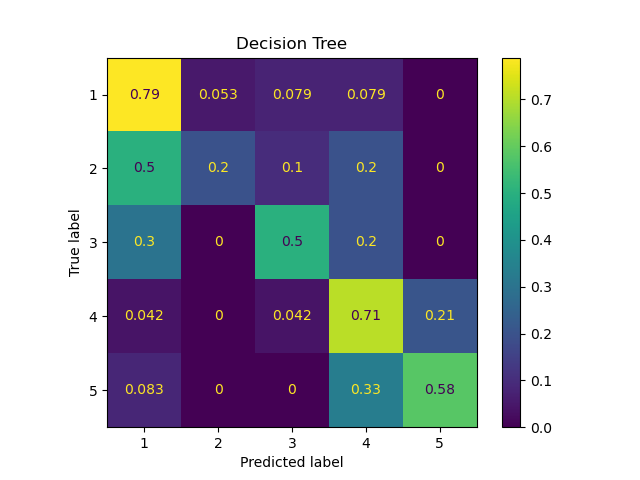 Decision Tree
1 0.79 0.053 0.079 0.079 0
2 0.5 0.2 0.1 0.2 0
3 0.3 0 0.5 0.2 0
4 0.042 0 0.042 0.71 0.21
5 0.083 0 0 0.33 0.58
1 2 3 4 5
Predicted label
True label
0.7
0.6
0.5
0.4
0.3
0.2
0.1
0.0